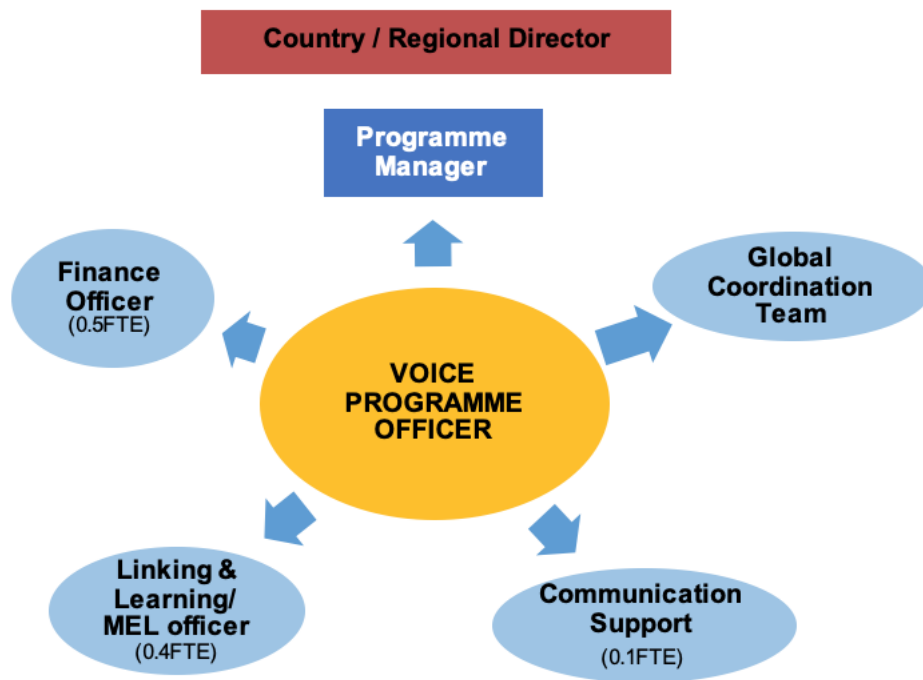 Country / Regional Director
Programme
Manager
Finance
Officer
(0.5FTE)
Global
Coordination
Team
VOICE
PROGRAMME
OFFICER
Linking &
Learning/
MEL officer
(0.4FTE)
Communication
Support
(0.1FTE)